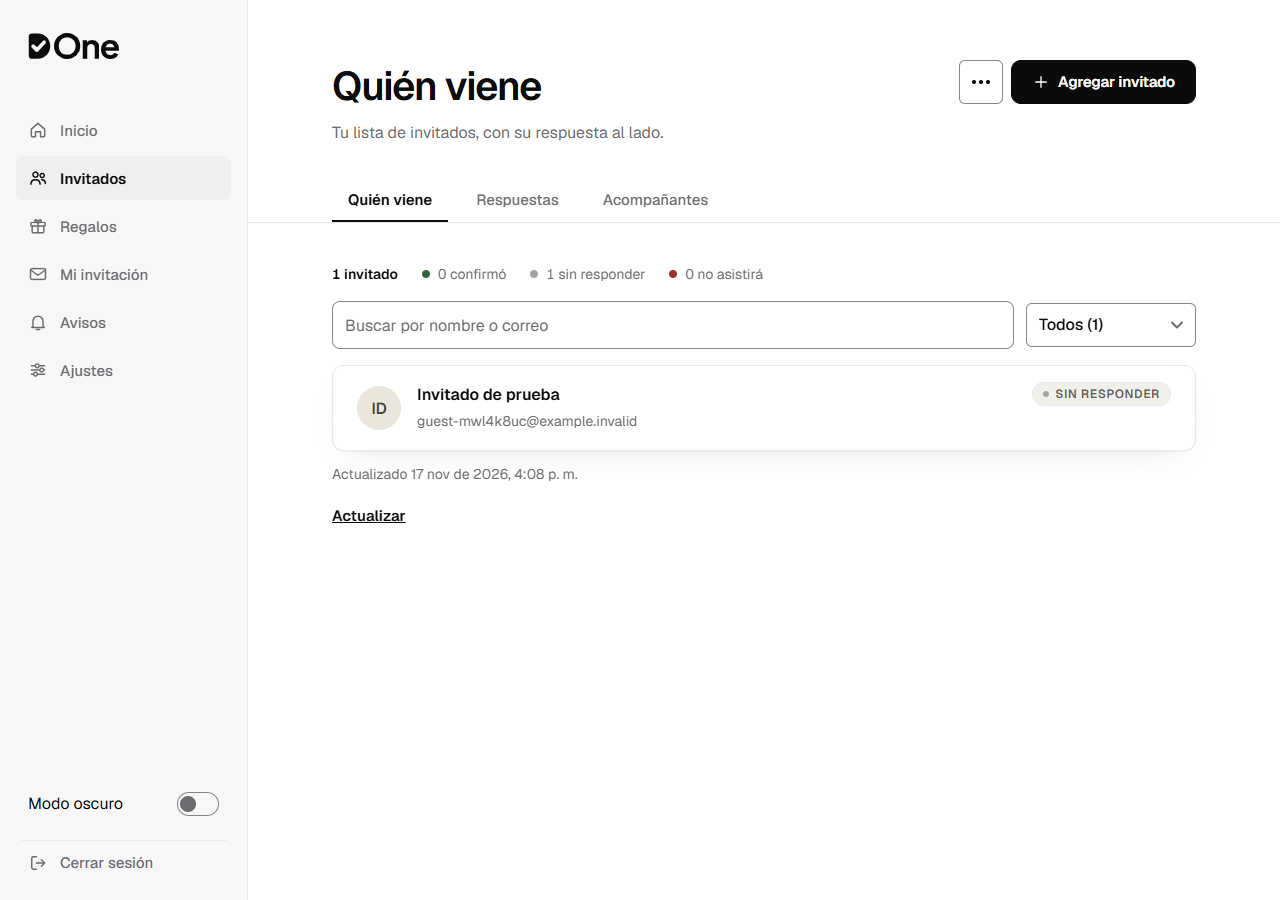 One
Inicio
Invitados
Regalos
Mi invitación
Avisos
Ajustes
Modo oscuro
Cerrar sesión
Quién viene
Agregar invitado
Tu lista de invitados, con su respuesta al lado.
Quién viene Respuestas Acompañantes
1 invitado 0 confirmó 1 sin responder 0 no asistirá
Buscar por nombre o correo Todos (1)
ID Invitado de prueba SIN RESPONDER
guest-mwl4k8uc@example.invalid
Actualizado 17 nov de 2026, 4:08 p. m.
Actualizar